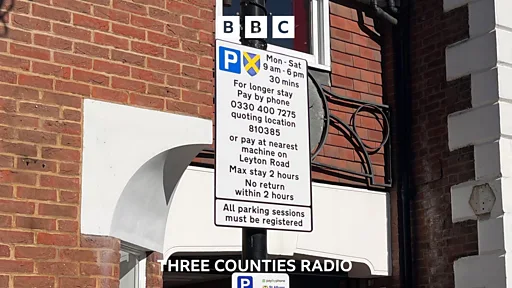 BBC
P
Mon - Sat
9 am - 6 pm
30 mins
For longer stay
Pay by phone
0330 400 7275
quoting location
810385
or pay at nearest
machine on
Leyton Road
Max stay 2 hours
No return
within 2 hours
All parking sessions
must be registered
THREE COUNTIES RADIO
P